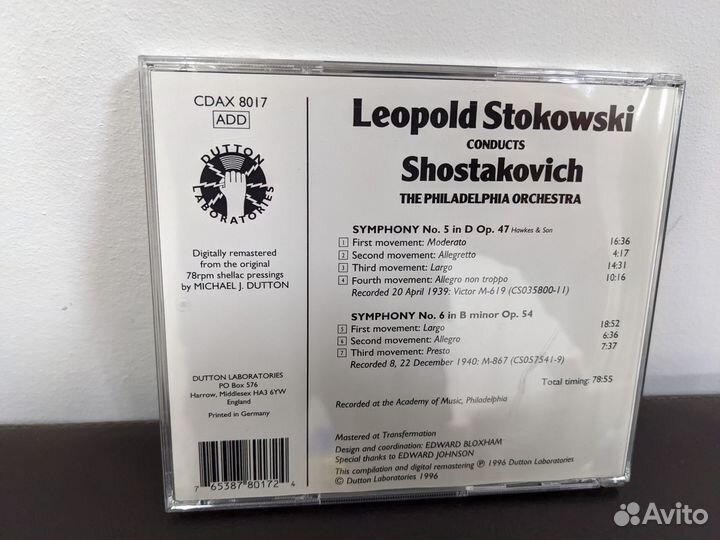 CDAX 8017
ADD
DUTTON
LABORATORIES
Digitally remastered
from the original
78rpm shellac pressings
by MICHAEL J. DUTTON
DUTTON LABORATORIES
PO Box 576
Harrow, Middlesex HA3 6YW
England
Printed in Germany
7 65387 80172 4
Leopold Stokowski
CONDUCTS
Shostakovich
THE PHILADELPHIA ORCHESTRA
SYMPHONY No. 5 in D Op. 47 Hawkes & Son
1 First movement: Moderato 16:36
2 Second movement: Allegretto 4:17
3 Third movement: Largo 14:31
4 Fourth movement: Allegro non troppo 10:16
Recorded 20 April 1939: Victor M-619 (CS035800-11)
SYMPHONY No. 6 in B minor Op. 54
5 First movement: Largo 18:52
6 Second movement: Allegro 6:36
7 Third movement: Presto 7:37
Recorded 8, 22 December 1940: M-867 (CS057541-9)
Total timing: 78:55
Recorded at the Academy of Music, Philadelphia
Mastered at Transfermation
Design and coordination: EDWARD BLOXHAM
Special thanks to EDWARD JOHNSON
This compilation and digital remastering ℗ 1996 Dutton Laboratories
© Dutton Laboratories 1996
Avito